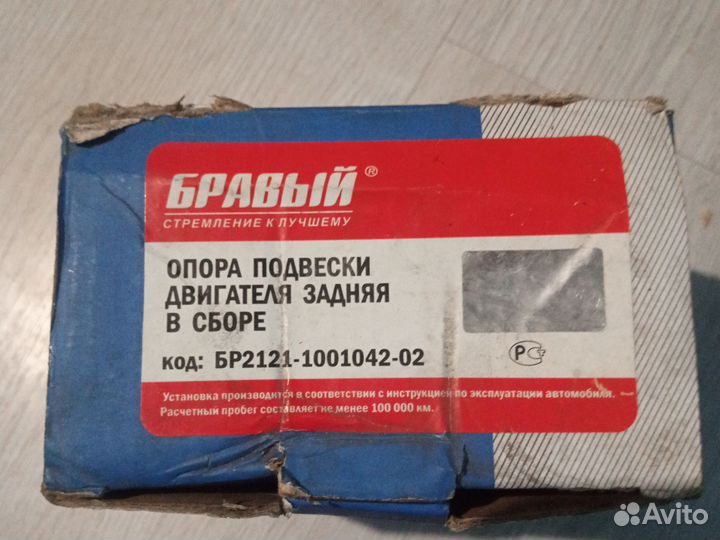 БРАВЫЙ®
СТРЕМЛЕНИЕ К ЛУЧШЕМУ
ОПОРА ПОДВЕСКИ
ДВИГАТЕЛЯ ЗАДНЯЯ
В СБОРЕ
код: БР2121-1001042-02
РС
Установка производится в соответствии с инструкцией по эксплуатации автомобиля.
Расчетный пробег составляет не менее 100 000 км.
Avito